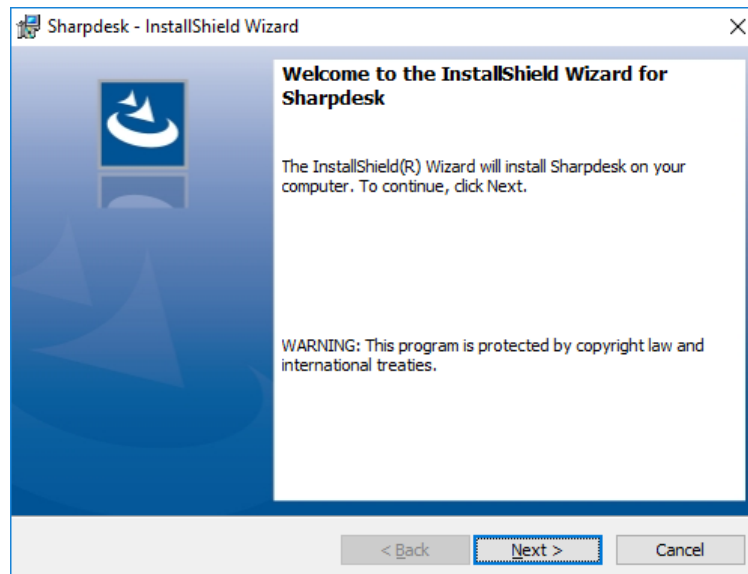 Sharpdesk - InstallShield Wizard
Welcome to the InstallShield Wizard for
Sharpdesk
The InstallShield(R) Wizard will install Sharpdesk on your
computer. To continue, click Next.
WARNING: This program is protected by copyright law and
international treaties.
< Back Next > Cancel